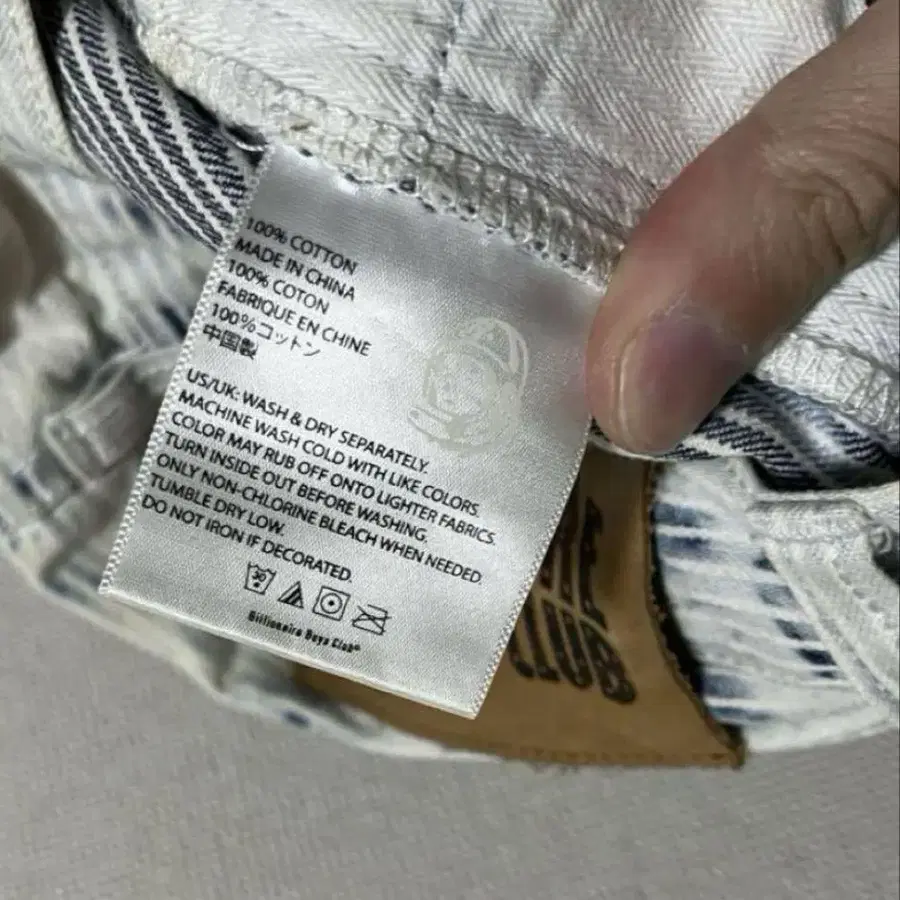 100% COTTON
MADE IN CHINA
100% COTON
FABRIQUE EN CHINE
100%コットン
中国製
US/UK: WASH & DRY SEPARATELY.
MACHINE WASH COLD WITH LIKE COLORS.
COLOR MAY RUB OFF ONTO LIGHTER FABRICS.
TURN INSIDE OUT BEFORE WASHING.
ONLY NON-CHLORINE BLEACH WHEN NEEDED.
TUMBLE DRY LOW.
DO NOT IRON IF DECORATED.
30
Billionaire Boys Club®